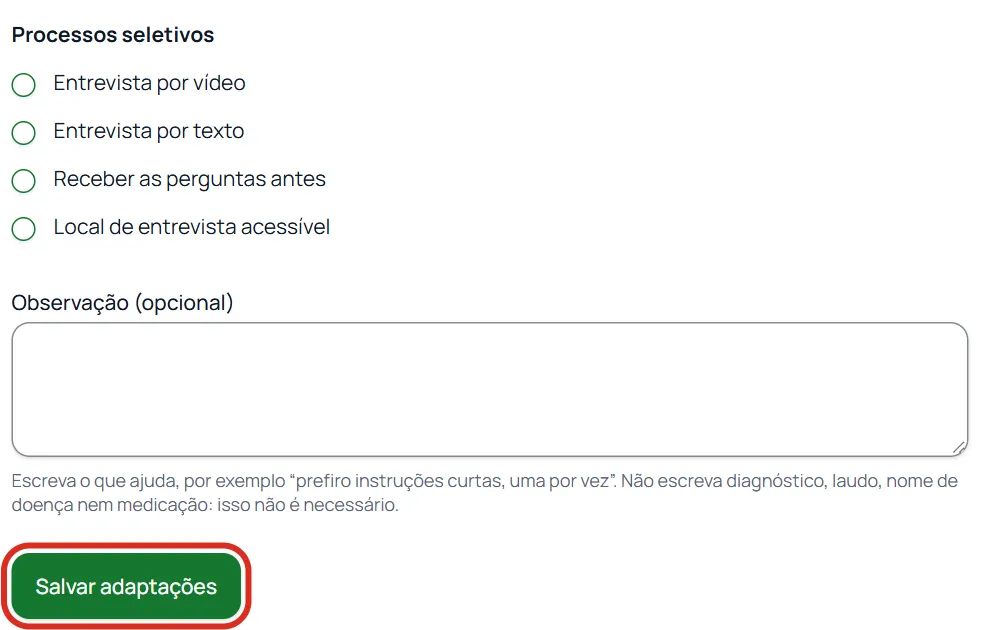 Processos seletivos
Entrevista por vídeo
Entrevista por texto
Receber as perguntas antes
Local de entrevista acessível
Observação (opcional)
Escreva o que ajuda, por exemplo “prefiro instruções curtas, uma por vez”. Não escreva diagnóstico, laudo, nome de
doença nem medicação: isso não é necessário.
Salvar adaptações